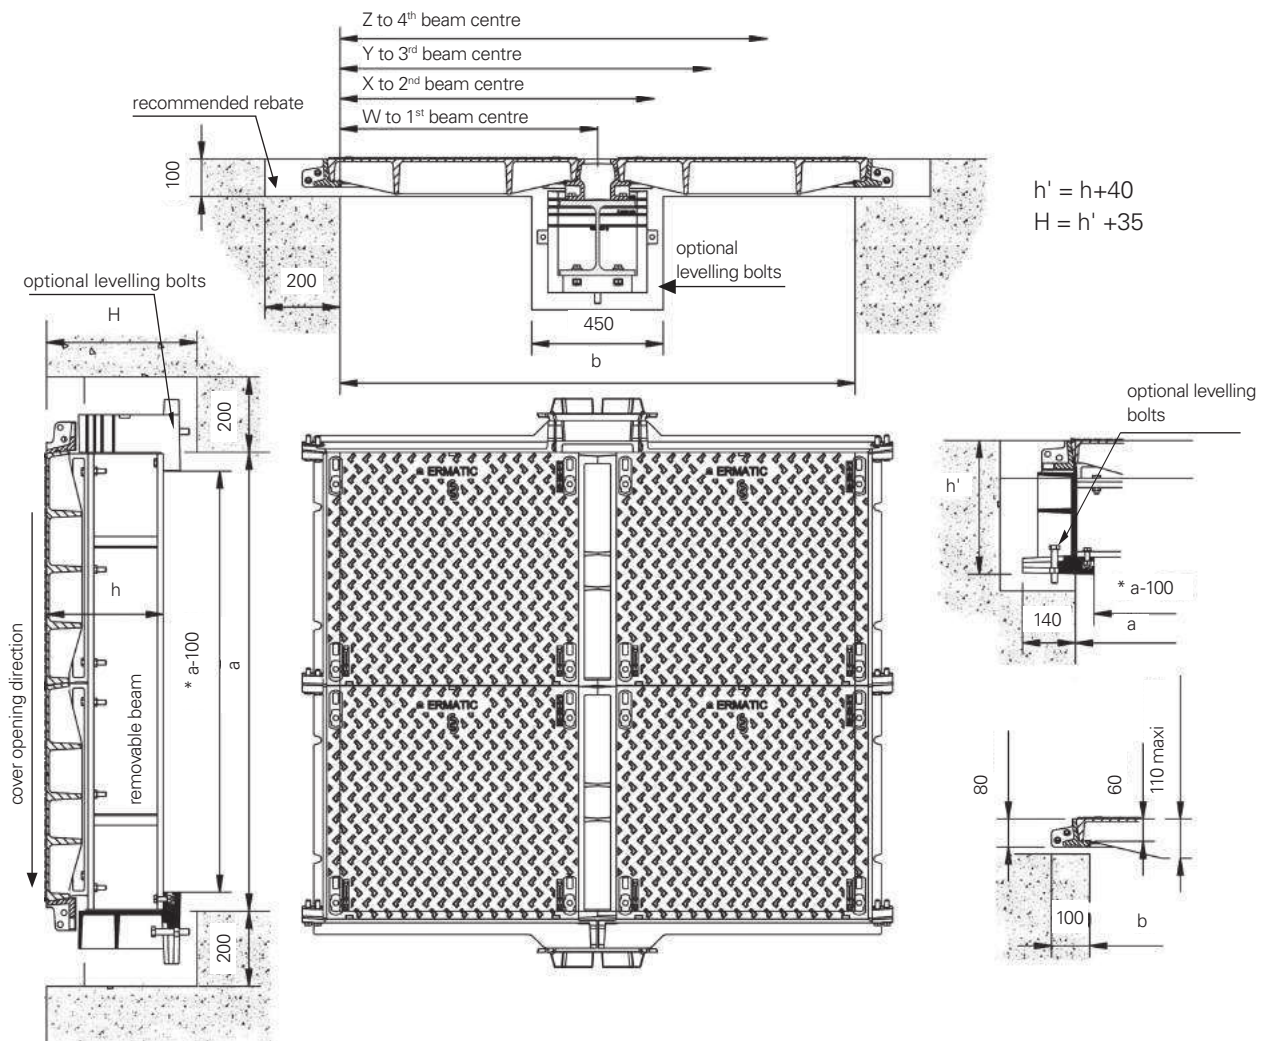 Z to 4th beam centre
Y to 3rd beam centre
X to 2nd beam centre
W to 1st beam centre
recommended rebate
100
h' = h+40
H = h' +35
optional
levelling bolts
200
450
b
optional levelling bolts
H
200
optional levelling
bolts
h'
* a-100
a
140
ERMATIC
ERMATIC
ERMATIC
ERMATIC
cover opening direction
h
removable beam
* a-100
a
200
80
60
110 maxi
100
b